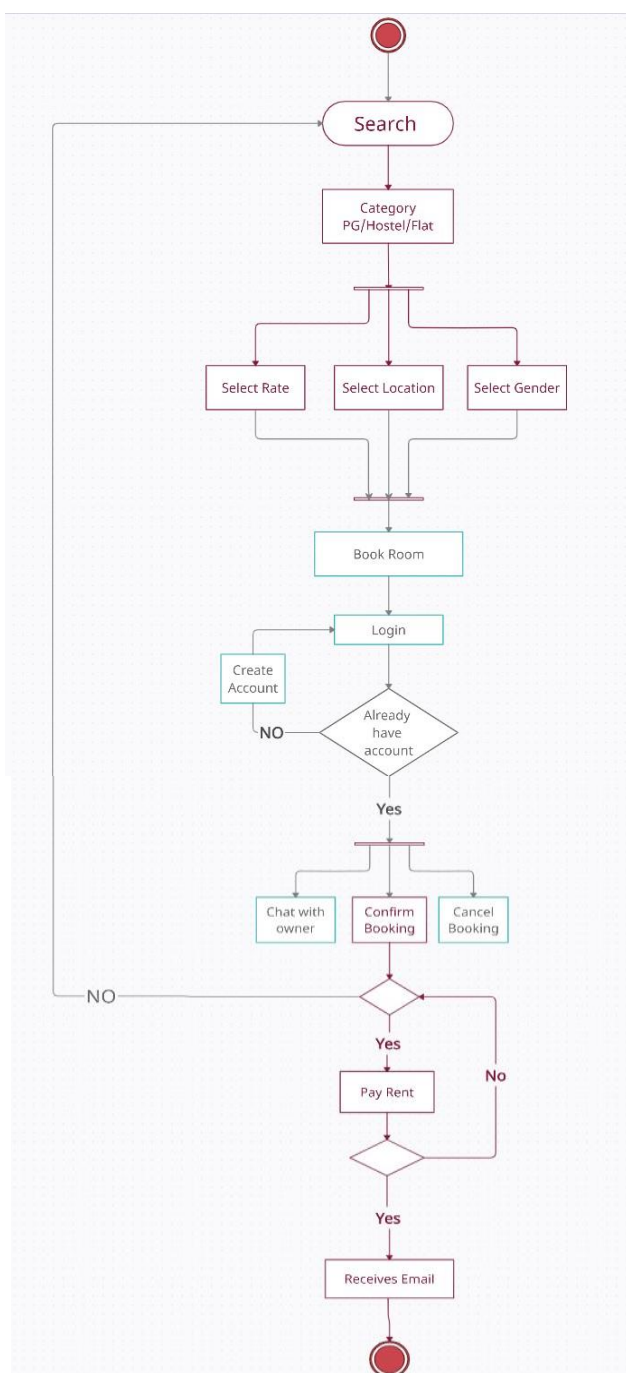 Search
Category
PG/Hostel/Flat
Select Rate
Select Location
Select Gender
Book Room
Login
Create
Account
Already
have
account
NO
Yes
Chat with
owner
Confirm
Booking
Cancel
Booking
NO
Yes
No
Pay Rent
Yes
Receives Email